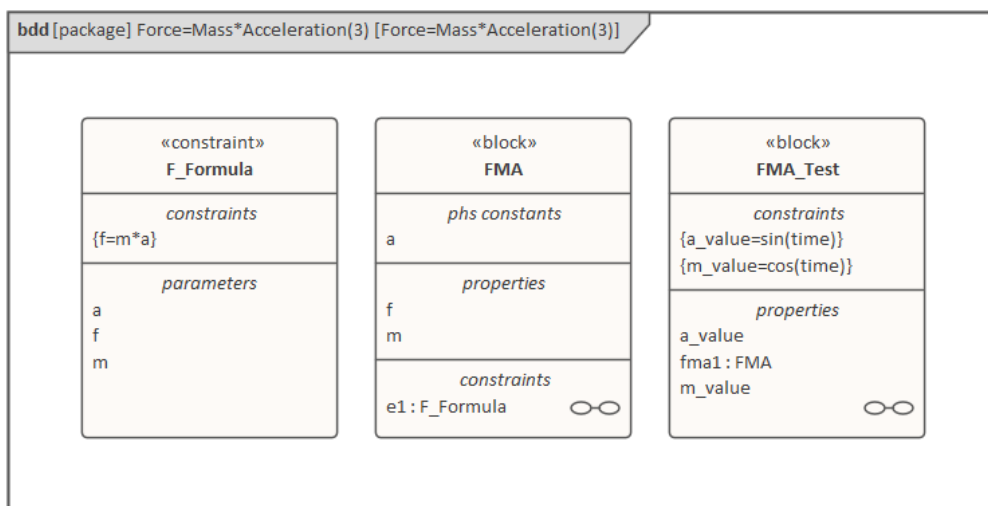 bdd [package] Force=Mass*Acceleration(3) [Force=Mass*Acceleration(3)]
«constraint»
F_Formula
constraints
{f=m*a}
parameters
a
f
m
«block»
FMA
phs constants
a
properties
f
m
constraints
e1 : F_Formula
«block»
FMA_Test
constraints
{a_value=sin(time)}
{m_value=cos(time)}
properties
a_value
fma1 : FMA
m_value